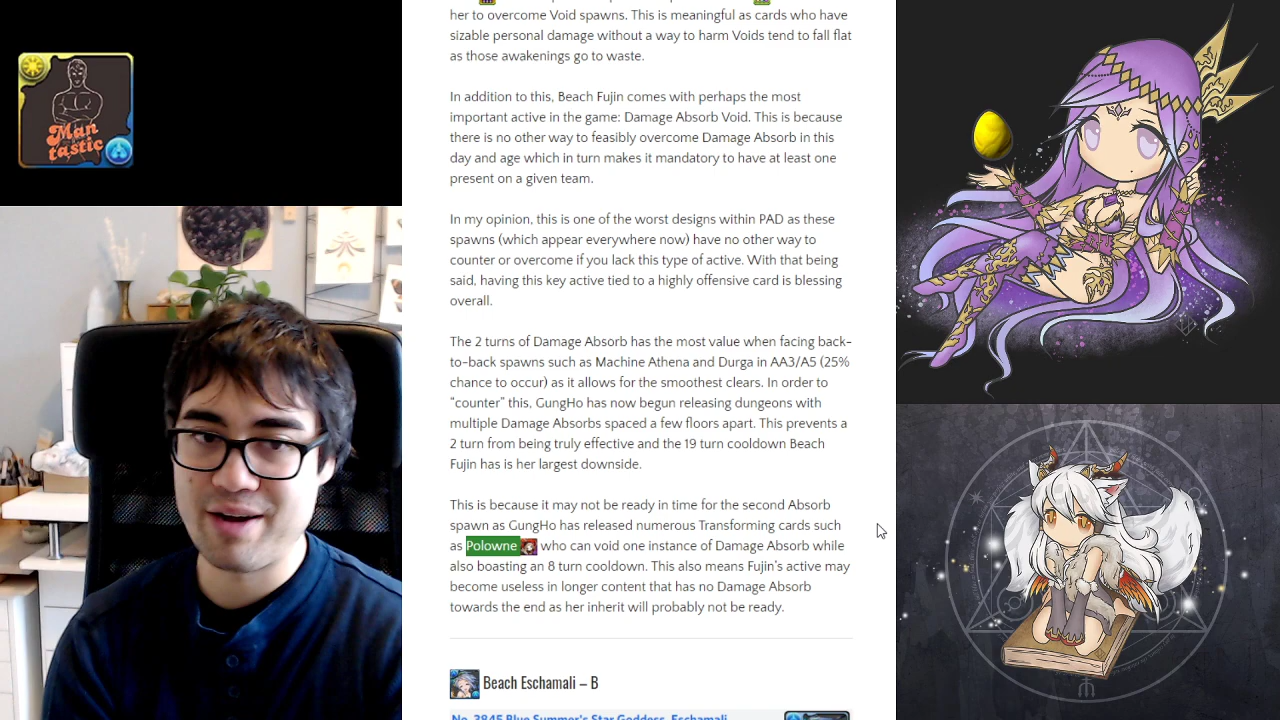 Man
tastic
her to overcome Void spawns. This is meaningful as cards who have
sizable personal damage without a way to harm Voids tend to fall flat
as those awakenings go to waste.
In addition to this, Beach Fujin comes with perhaps the most
important active in the game: Damage Absorb Void. This is because
there is no other way to feasibly overcome Damage Absorb in this
day and age which in turn makes it mandatory to have at least one
present on a given team.
In my opinion, this is one of the worst designs within PAD as these
spawns (which appear everywhere now) have no other way to
counter or overcome if you lack this type of active. With that being
said, having this key active tied to a highly offensive card is blessing
overall.
The 2 turns of Damage Absorb has the most value when facing back-
to-back spawns such as Machine Athena and Durga in AA3/A5 (25%
chance to occur) as it allows for the smoothest clears. In order to
“counter” this, GungHo has now begun releasing dungeons with
multiple Damage Absorbs spaced a few floors apart. This prevents a
2 turn from being truly effective and the 19 turn cooldown Beach
Fujin has is her largest downside.
This is because it may not be ready in time for the second Absorb
spawn as GungHo has released numerous Transforming cards such
as Polowne who can void one instance of Damage Absorb while
also boasting an 8 turn cooldown. This also means Fujin’s active may
become useless in longer content that has no Damage Absorb
towards the end as her inherit will probably not be ready.
Beach Eschamali – B
No. 3845 Blue Summer's Star Goddess, Eschamali